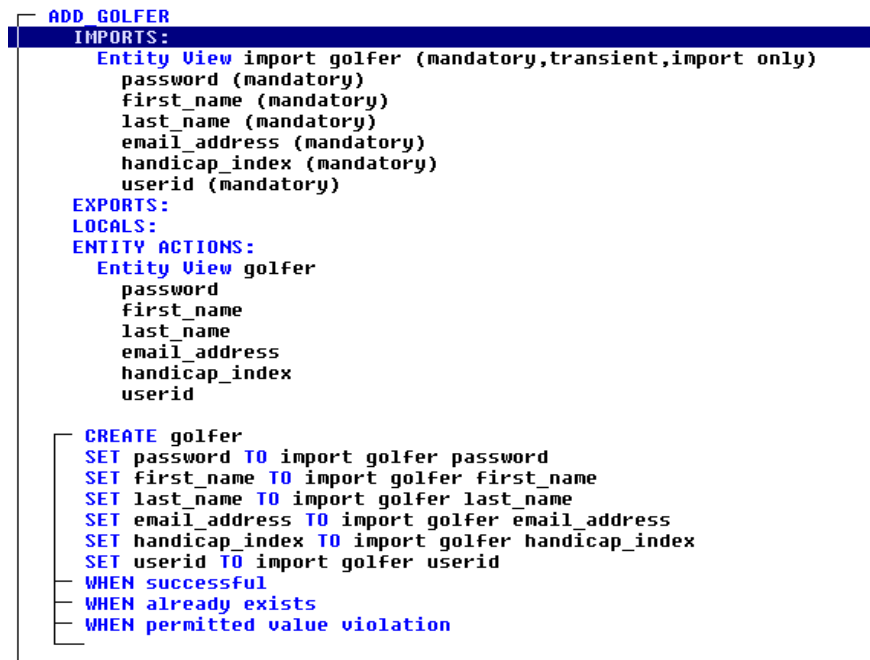 ADD_GOLFER
IMPORTS:
Entity View import golfer (mandatory,transient,import only)
password (mandatory)
first_name (mandatory)
last_name (mandatory)
email_address (mandatory)
handicap_index (mandatory)
userid (mandatory)
EXPORTS:
LOCALS:
ENTITY ACTIONS:
Entity View golfer
password
first_name
last_name
email_address
handicap_index
userid
CREATE golfer
SET password TO import golfer password
SET first_name TO import golfer first_name
SET last_name TO import golfer last_name
SET email_address TO import golfer email_address
SET handicap_index TO import golfer handicap_index
SET userid TO import golfer userid
WHEN successful
WHEN already exists
WHEN permitted value violation